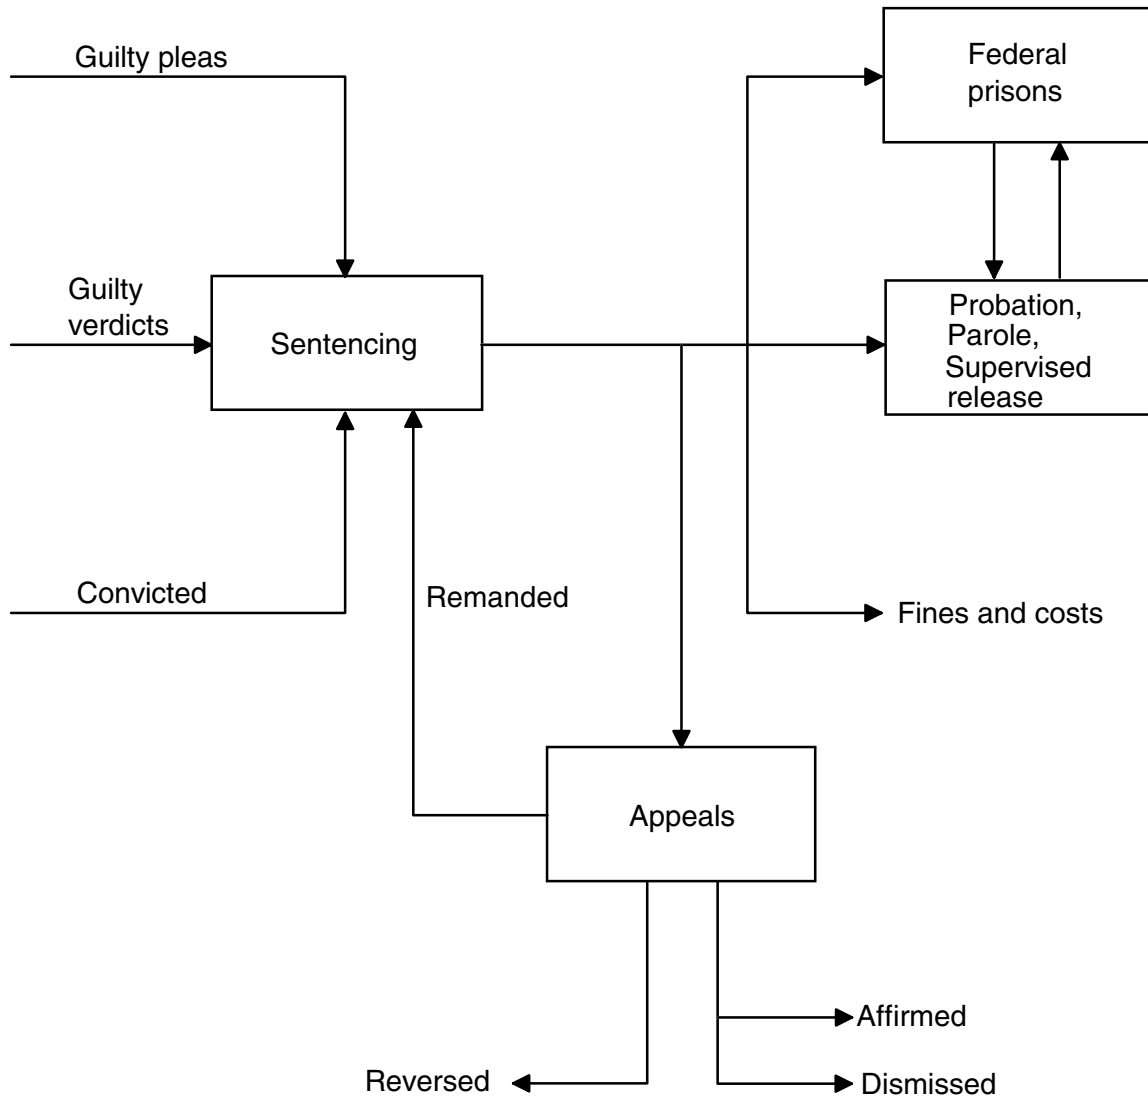 Guilty pleas
Federal
prisons
Guilty
verdicts
Sentencing
Probation,
Parole,
Supervised
release
Convicted
Remanded
Fines and costs
Appeals
Affirmed
Reversed
Dismissed